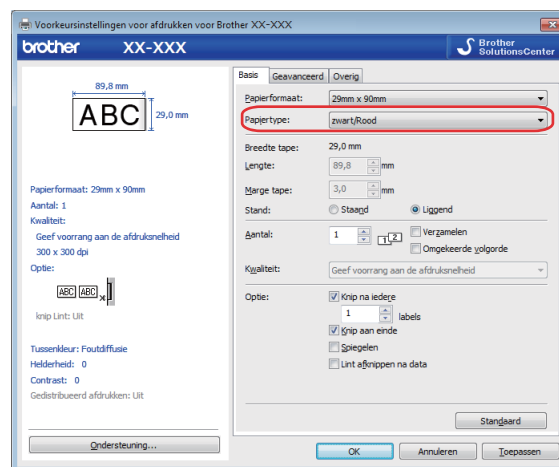 Voorkeursinstellingen voor afdrukken voor Brother XX-XXX
brother XX-XXX
Brother SolutionsCenter
89,8 mm
ABC
29,0 mm
Papierformaat: 29mm x 90mm
Aantal: 1
Kwaliteit:
Geef voorrang aan de afdruksnelheid
300 x 300 dpi
Optie:
ABC ABC x
knip Lint: Uit
Tussenkleur: Foutdiffusie
Helderheid: 0
Contrast: 0
Gedistribueerd afdrukken: Uit
Ondersteuning...
Basis Geavanceerd Overig
Papierformaat: 29mm x 90mm
Papiertype: zwart/Rood
Breedte tape: 29,0 mm
Lengte: 89,8 mm
Marge tape: 3,0 mm
Stand: Staand Liggend
Aantal: 1 1 2 Verzamelen
Omgekeerde volgorde
Kwaliteit: Geef voorrang aan de afdruksnelheid
Optie: Knip na iedere
1 labels
Knip aan einde
Spiegelen
Lint afknippen na data
Standaard
OK Annuleren Toepassen